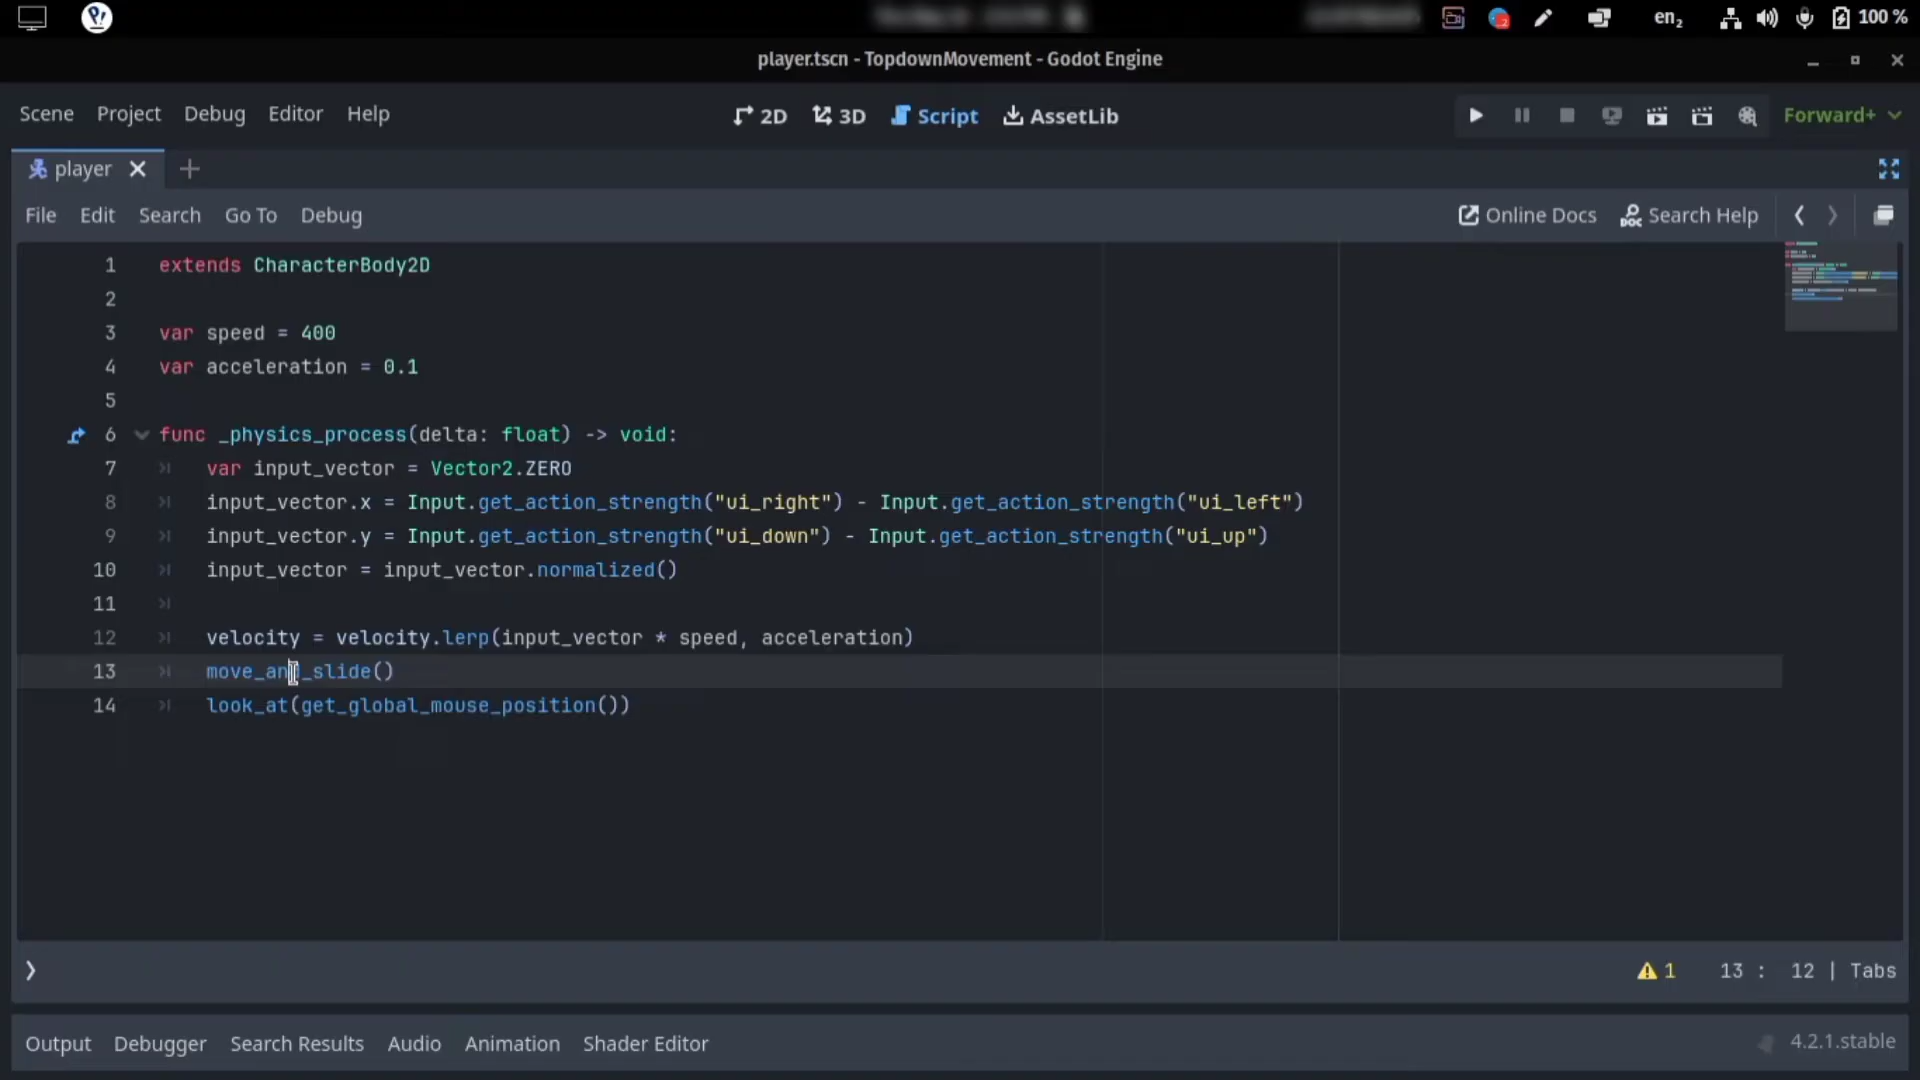 en₂ 100 %
player.tscn - TopdownMovement - Godot Engine
Scene Project Debug Editor Help 2D 3D Script AssetLib Forward+
player
File Edit Search Go To Debug Online Docs Search Help
1 extends CharacterBody2D
2
3 var speed = 400
4 var acceleration = 0.1
5
6 func _physics_process(delta: float) -> void:
7 var input_vector = Vector2.ZERO
8 input_vector.x = Input.get_action_strength("ui_right") - Input.get_action_strength("ui_left")
9 input_vector.y = Input.get_action_strength("ui_down") - Input.get_action_strength("ui_up")
10 input_vector = input_vector.normalized()
11
12 velocity = velocity.lerp(input_vector * speed, acceleration)
13 move_and_slide()
14 look_at(get_global_mouse_position())
1 13 : 12 | Tabs
Output Debugger Search Results Audio Animation Shader Editor 4.2.1.stable